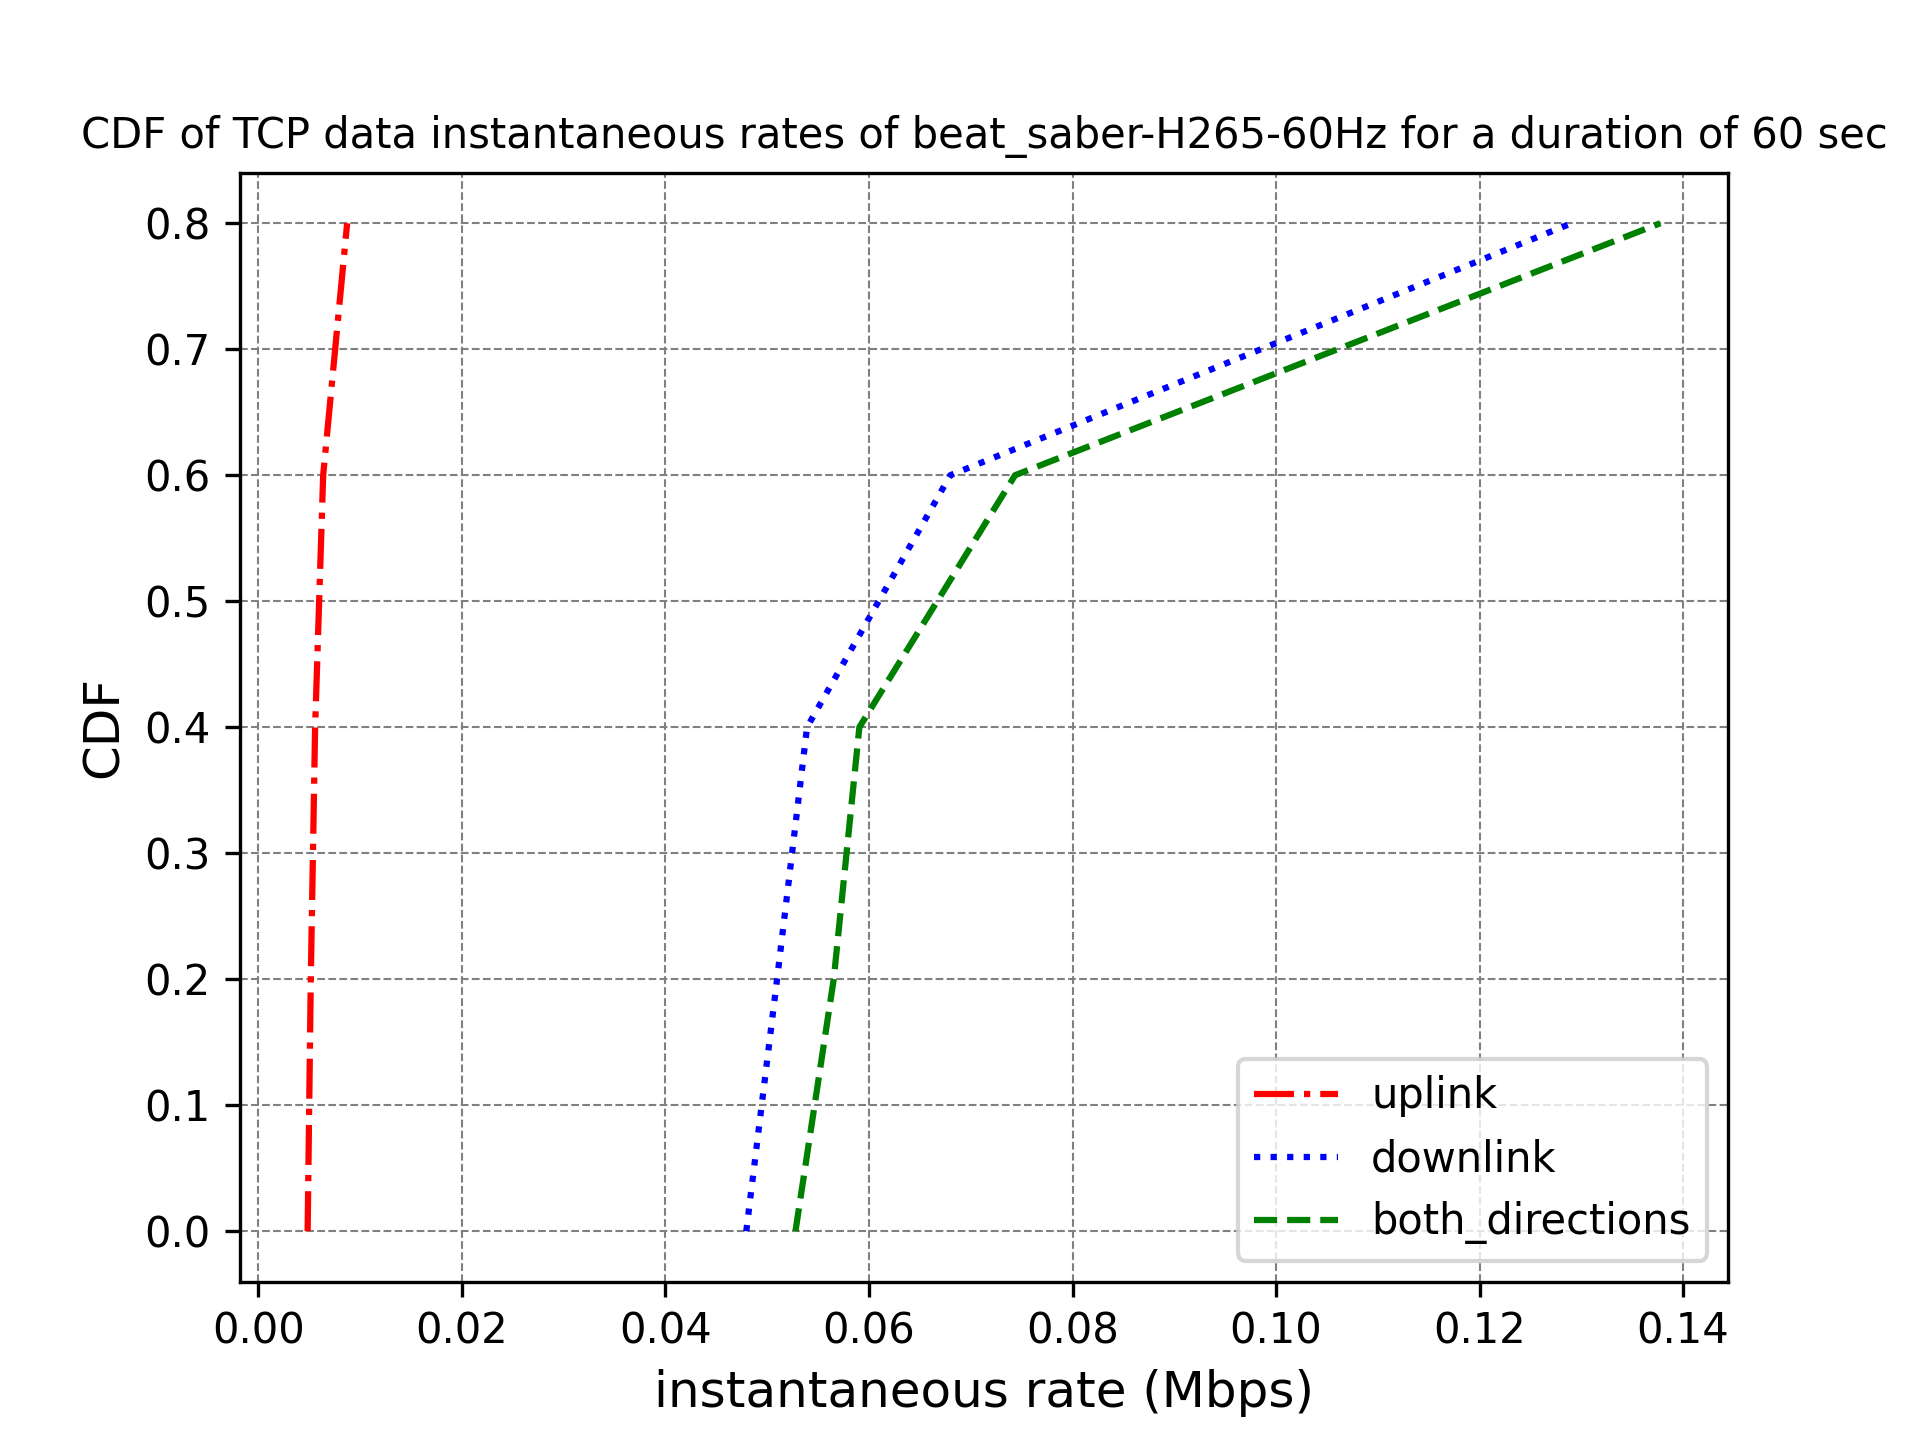 CDF of TCP data instantaneous rates of beat_saber-H265-60Hz for a duration of 60 sec
0.8
0.7
0.6
0.5
0.4
0.3
0.2
0.1
0.0
CDF
uplink
downlink
both_directions
0.00 0.02 0.04 0.06 0.08 0.10 0.12 0.14
instantaneous rate (Mbps)